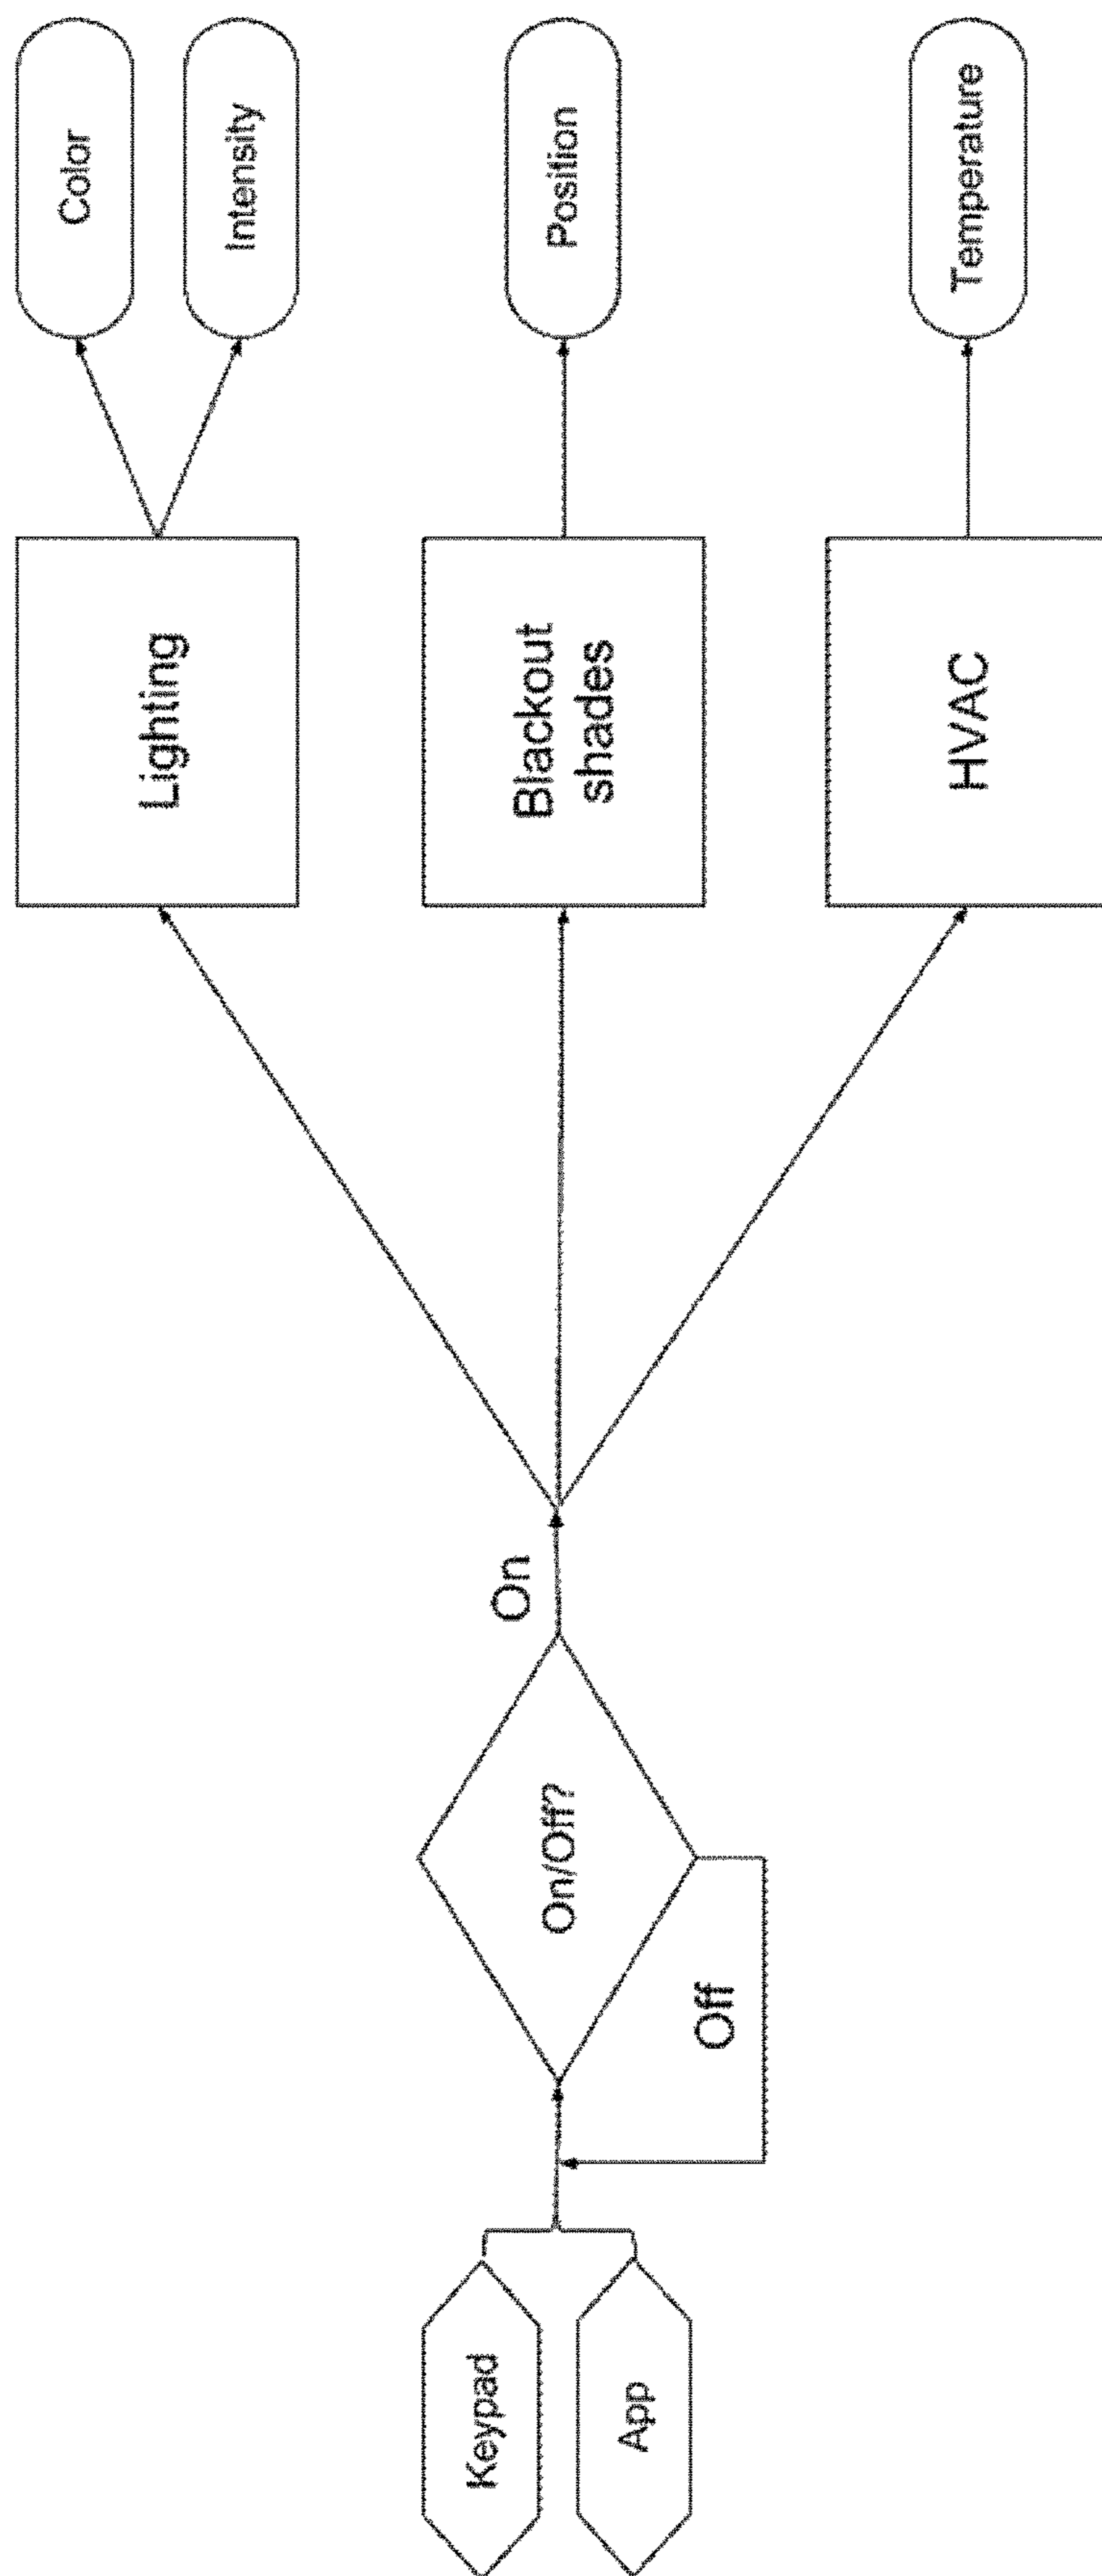 Keypad
App
On/Off?
Off
On
Lighting
Blackout
shades
HVAC
Color
Intensity
Position
Temperature